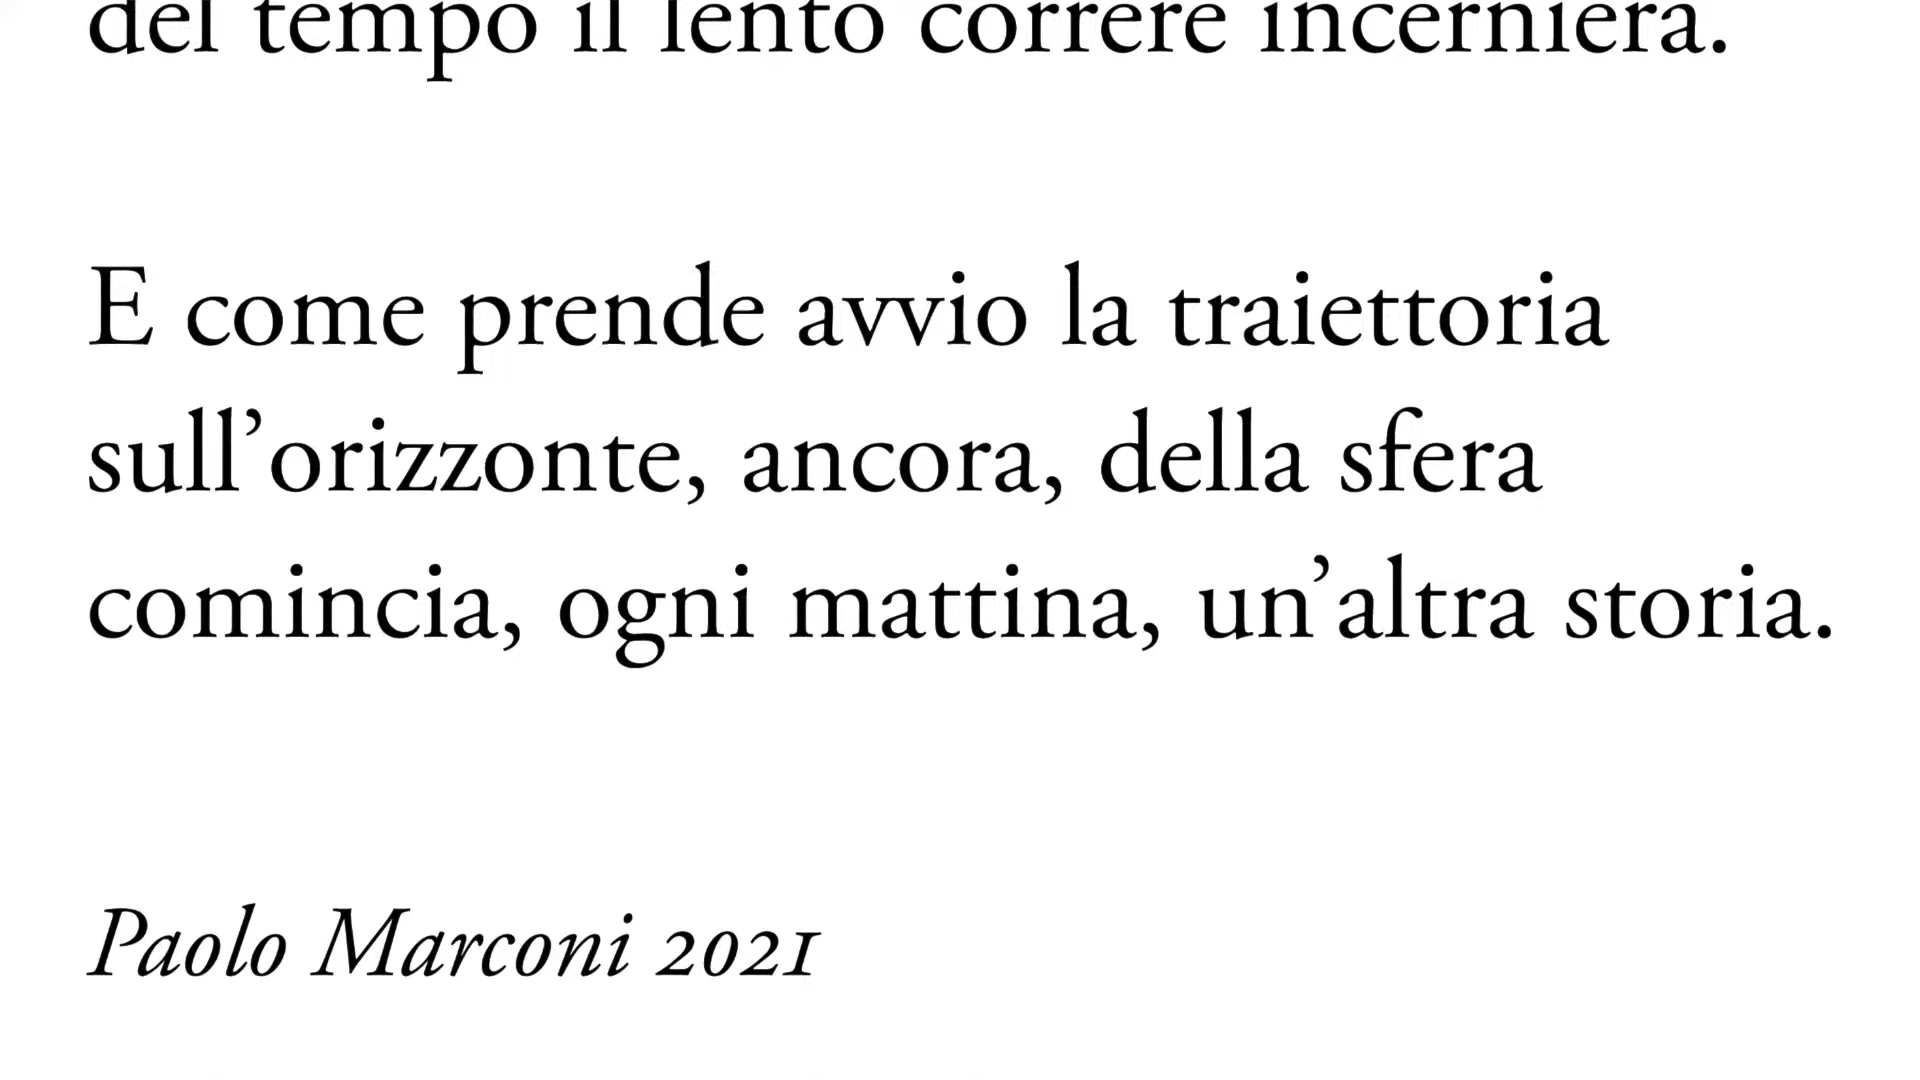 del tempo il lento correre incerniera.
E come prende avvio la traiettoria
sull’orizzonte, ancora, della sfera
comincia, ogni mattina, un’altra storia.
Paolo Marconi 2021